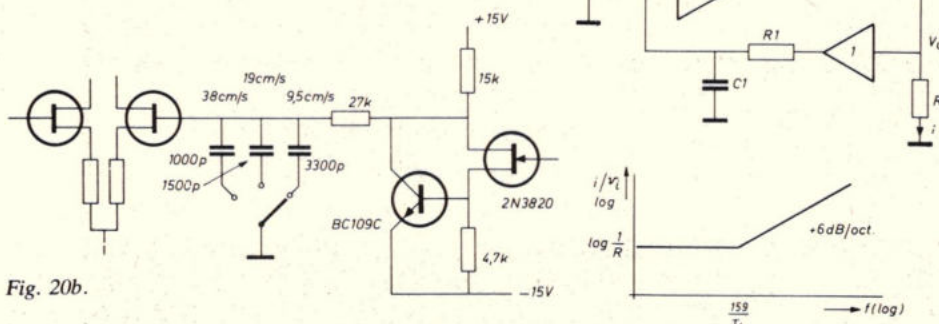 +15V
15k
38cm/s
19cm/s
9,5cm/s
27k
1000p
1500p
3300p
BC109C
2N3820
4,7k
-15V
Fig. 20b.
R1
1
C1
R
i
i/vi
log
log 1/R
+6dB/oct.
159
f(log)